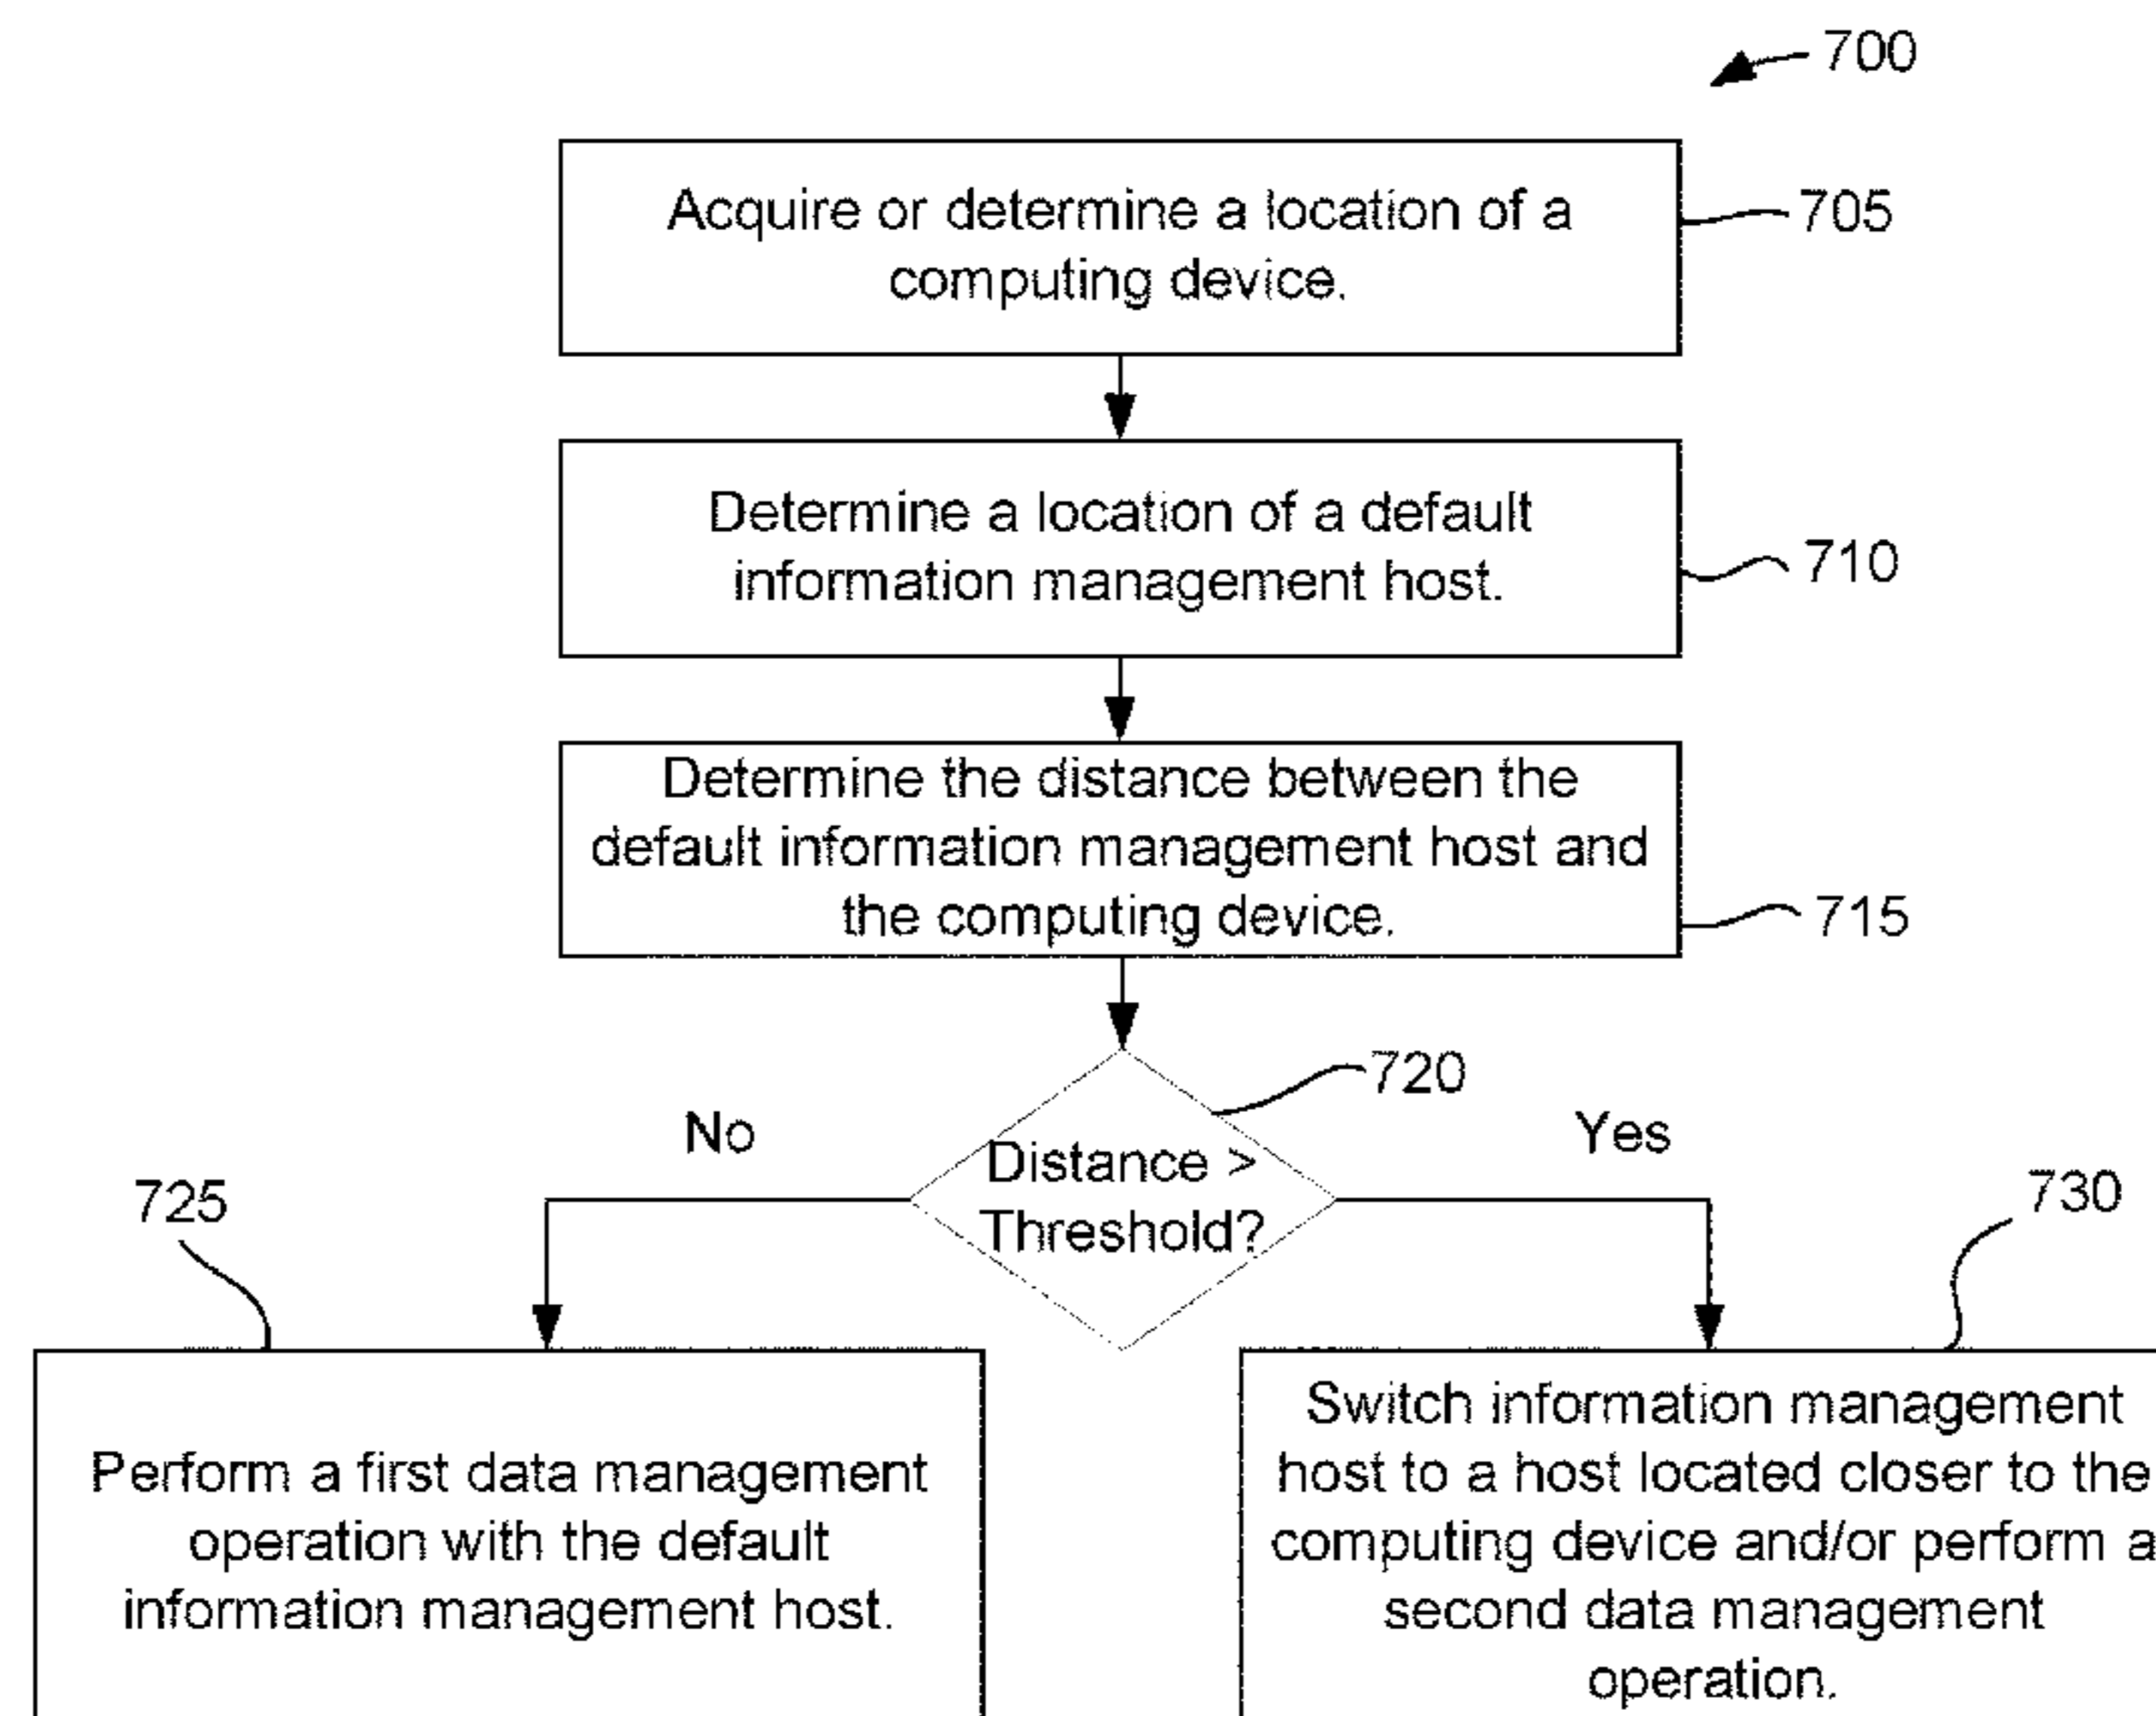 700
Acquire or determine a location of a
computing device.
705
Determine a location of a default
information management host.
710
Determine the distance between the
default information management host and
the computing device.
715
720
No
Distance >
Threshold?
Yes
725
730
Perform a first data management
operation with the default
information management host.
Switch information management
host to a host located closer to the
computing device and/or perform a
second data management
operation.